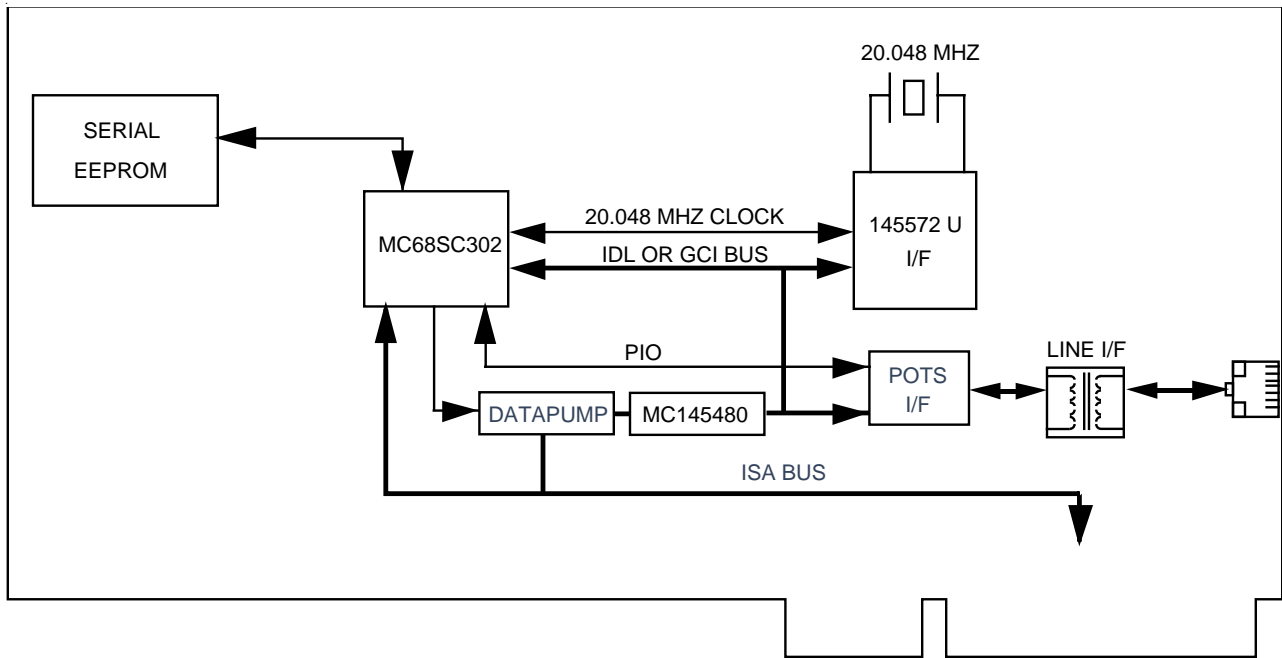 20.048 MHZ
SERIAL
EEPROM
20.048 MHZ CLOCK
145572 U
I/F
MC68SC302
IDL OR GCI BUS
PIO
LINE I/F
POTS
I/F
DATAPUMP
MC145480
ISA BUS